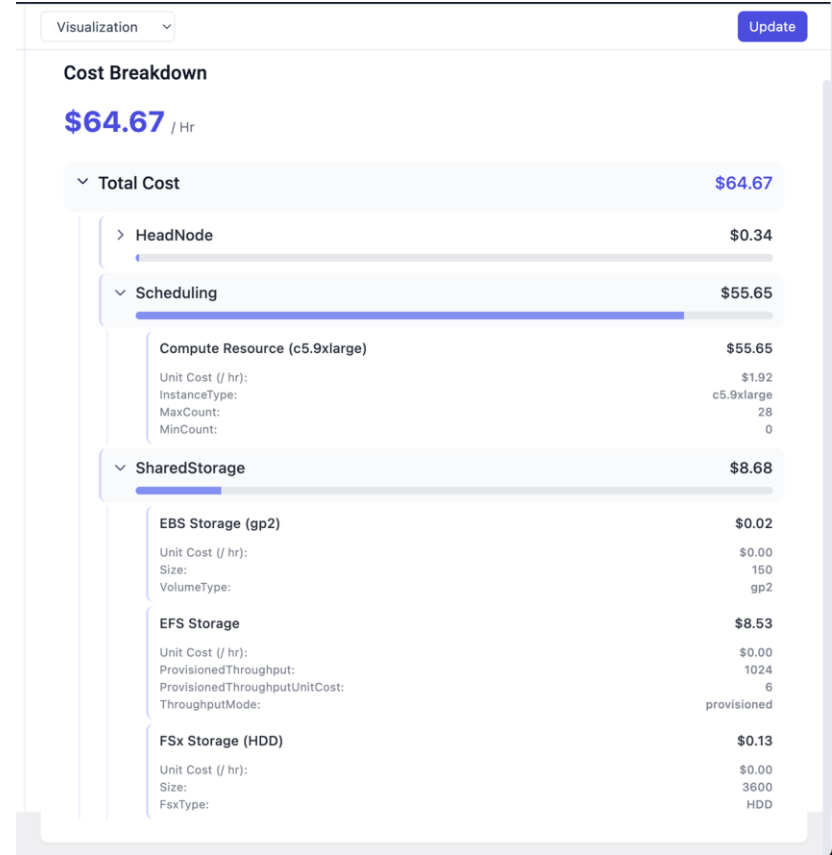 Visualization
Update
Cost Breakdown
$64.67 / Hr
Total Cost $64.67
HeadNode $0.34
Scheduling $55.65
Compute Resource (c5.9xlarge) $55.65
Unit Cost (/ hr): $1.92
InstanceType: c5.9xlarge
MaxCount: 28
MinCount: 0
SharedStorage $8.68
EBS Storage (gp2) $0.02
Unit Cost (/ hr): $0.00
Size: 150
VolumeType: gp2
EFS Storage $8.53
Unit Cost (/ hr): $0.00
ProvisionedThroughput: 1024
ProvisionedThroughputUnitCost: 6
ThroughputMode: provisioned
FSx Storage (HDD) $0.13
Unit Cost (/ hr): $0.00
Size: 3600
FsxType: HDD